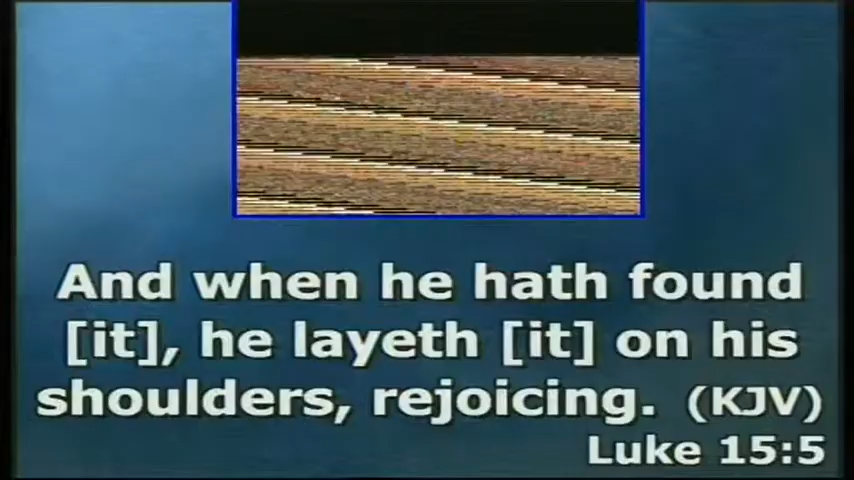 And when he hath found
[it], he layeth [it] on his
shoulders, rejoicing. (KJV)
Luke 15:5